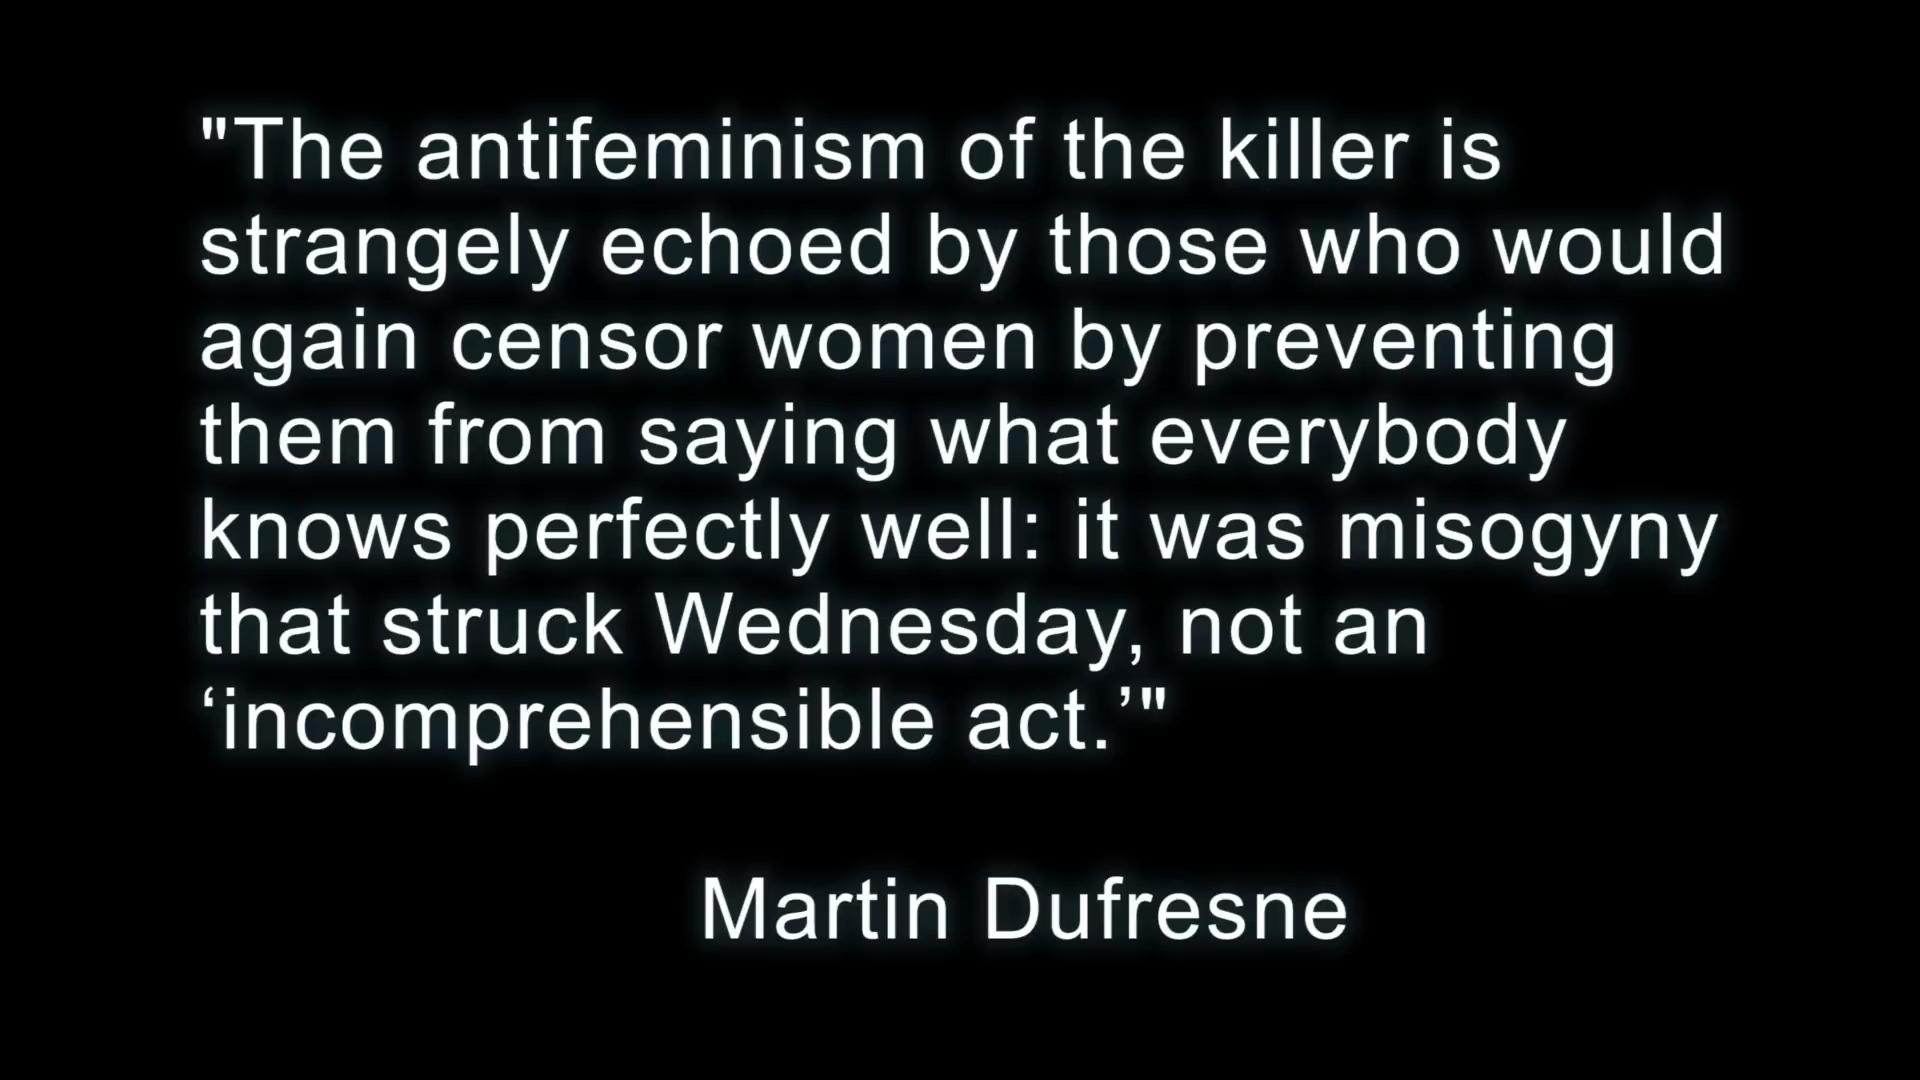 "The antifeminism of the killer is
strangely echoed by those who would
again censor women by preventing
them from saying what everybody
knows perfectly well: it was misogyny
that struck Wednesday, not an
‘incomprehensible act.’"
Martin Dufresne